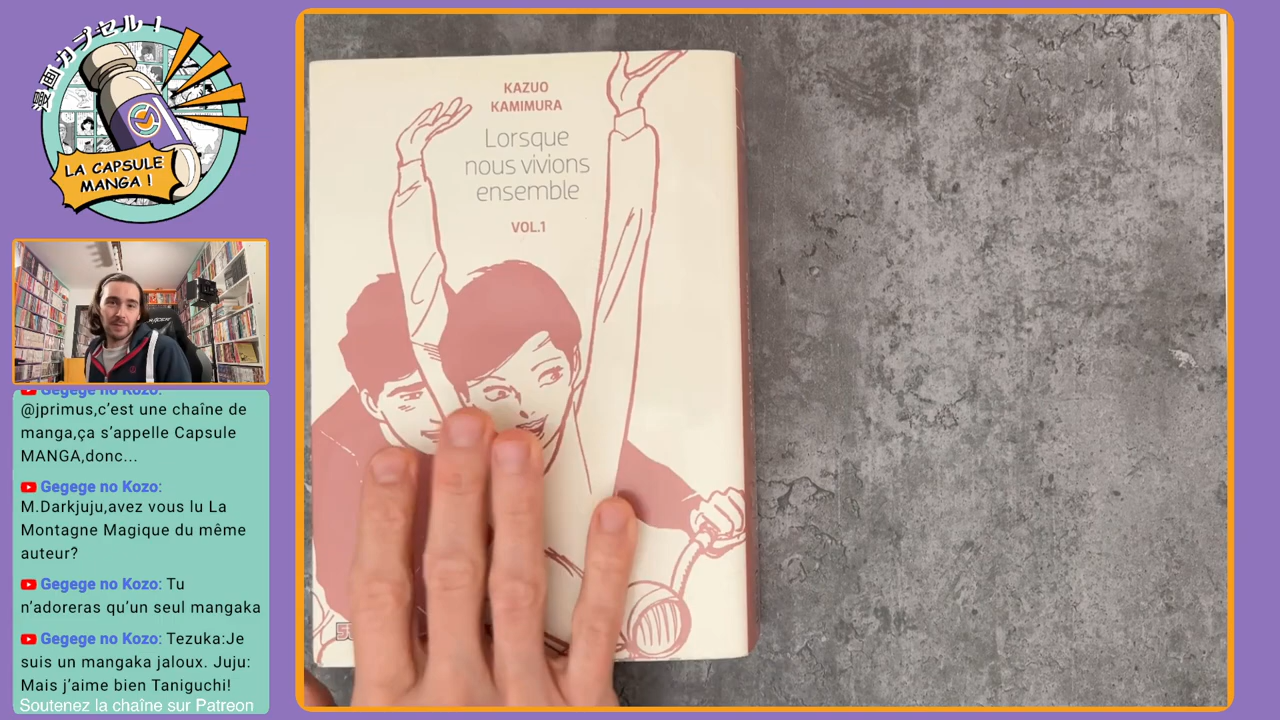 漫画カプセル!
LA CAPSULE
MANGA !
KAZUO
KAMIMURA
Lorsque
nous vivions
ensemble
VOL.1
Gegege no Kozo:
@jprimus,c’est une chaîne de
manga,ça s’appelle Capsule
MANGA,donc...
Gegege no Kozo:
M.Darkjuju,avez vous lu La
Montagne Magique du même
auteur?
Gegege no Kozo: Tu
n’adoreras qu’un seul mangaka
Gegege no Kozo: Tezuka:Je
suis un mangaka jaloux. Juju:
Mais j’aime bien Taniguchi!
Soutenez la chaîne sur Patreon